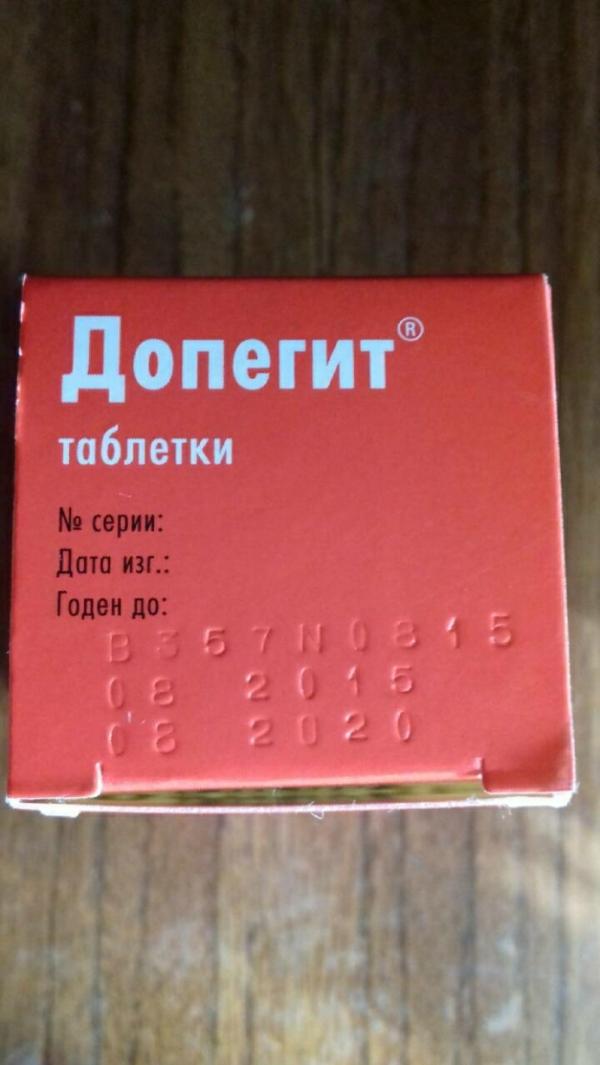 Допегит®
таблетки
№ серии:
Дата изг.:
Годен до:
B357N0815
08 2015
08 2020